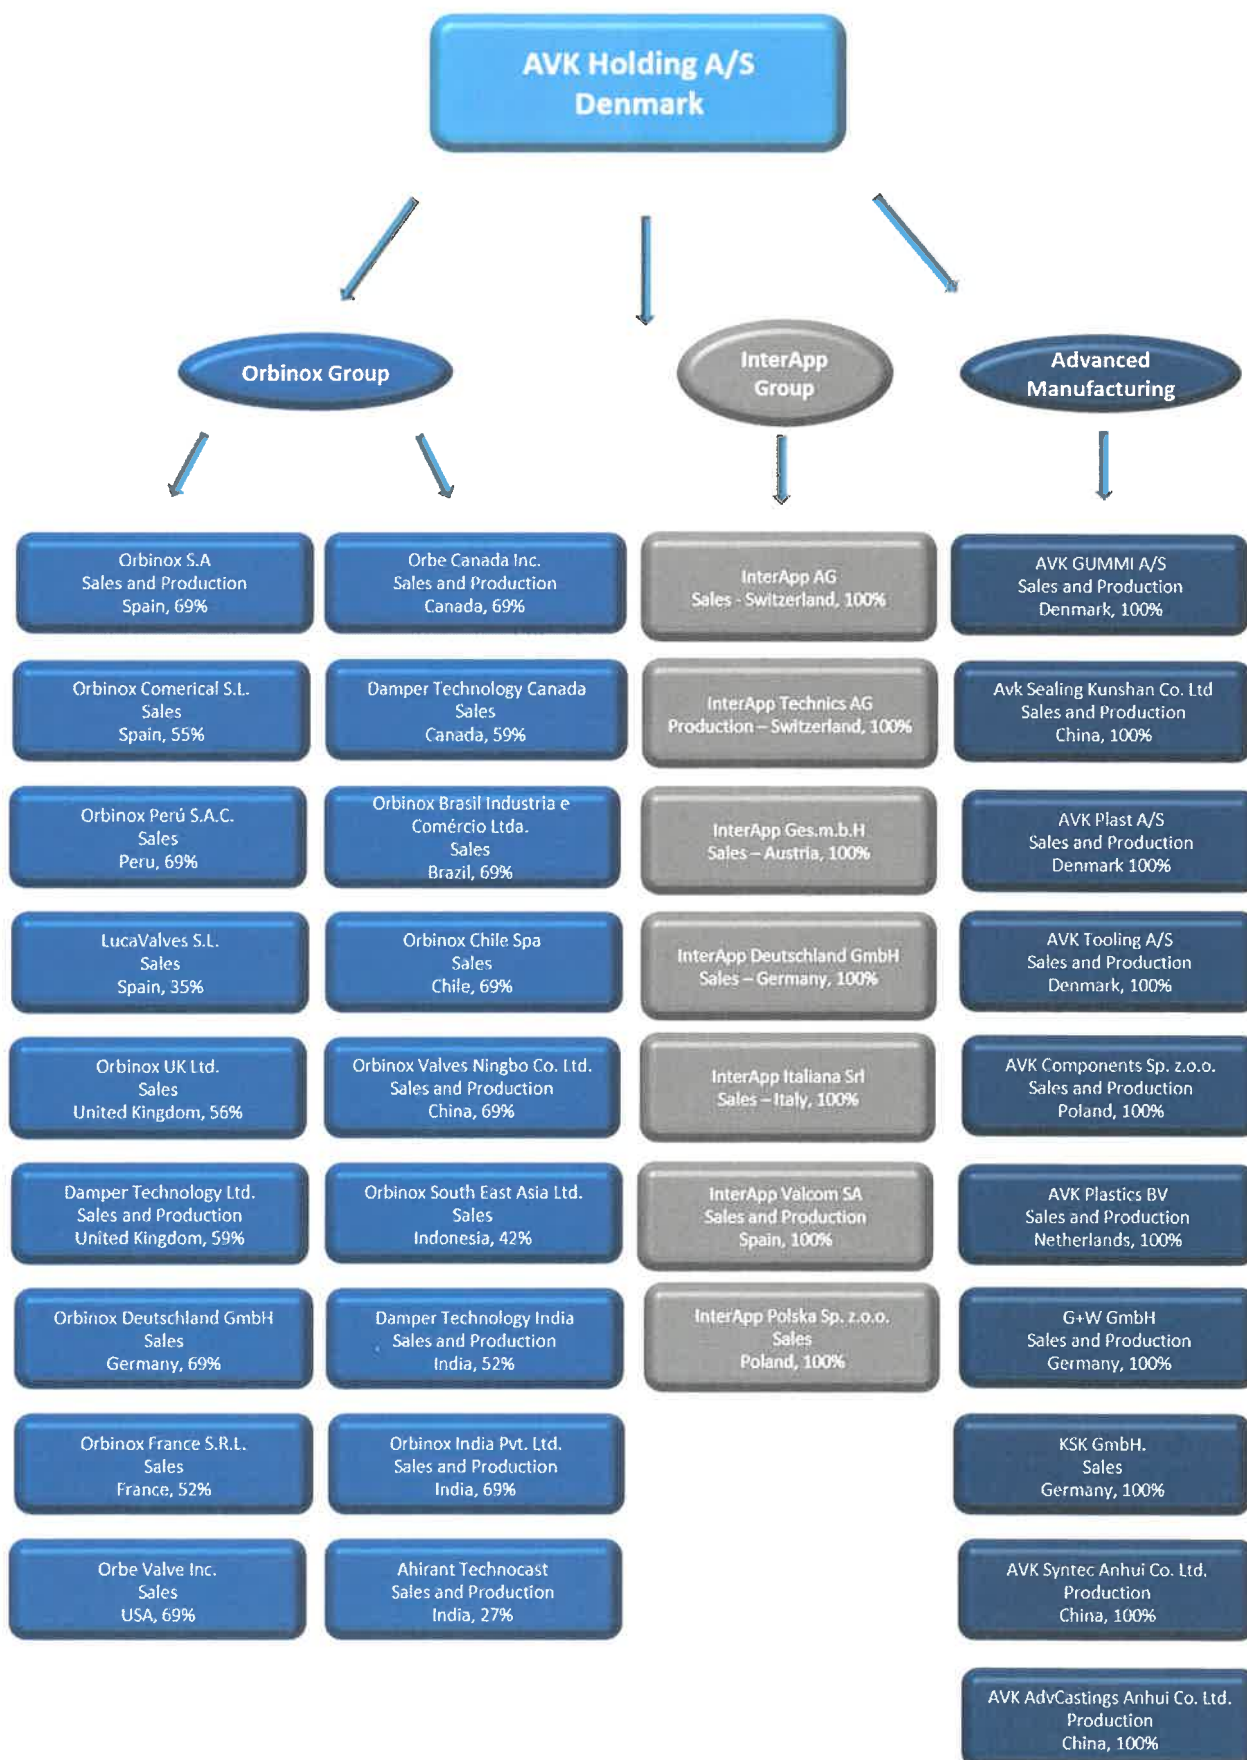 AVK Holding A/S
Denmark
Orbinox Group
InterApp
Group
Advanced
Manufacturing
Orbinox S.A
Sales and Production
Spain, 69%
Orbinox Comerical S.L.
Sales
Spain, 55%
Orbinox Perú S.A.C.
Sales
Peru, 69%
LucaValves S.L.
Sales
Spain, 35%
Orbinox UK Ltd.
Sales
United Kingdom, 56%
Damper Technology Ltd.
Sales and Production
United Kingdom, 59%
Orbinox Deutschland GmbH
Sales
Germany, 69%
Orbinox France S.R.L.
Sales
France, 52%
Orbe Valve Inc.
Sales
USA, 69%
Orbe Canada Inc.
Sales and Production
Canada, 69%
Damper Technology Canada
Sales
Canada, 59%
Orbinox Brasil Industria e
Comércio Ltda.
Sales
Brazil, 69%
Orbinox Chile Spa
Sales
Chile, 69%
Orbinox Valves Ningbo Co. Ltd.
Sales and Production
China, 69%
Orbinox South East Asia Ltd.
Sales
Indonesia, 42%
Damper Technology India
Sales and Production
India, 52%
Orbinox India Pvt. Ltd.
Sales and Production
India, 69%
Ahirant Technocast
Sales and Production
India, 27%
InterApp AG
Sales - Switzerland, 100%
InterApp Technics AG
Production – Switzerland, 100%
InterApp Ges.m.b.H
Sales – Austria, 100%
InterApp Deutschland GmbH
Sales – Germany, 100%
InterApp Italiana Srl
Sales – Italy, 100%
InterApp Valcom SA
Sales and Production
Spain, 100%
InterApp Polska Sp. z.o.o.
Sales
Poland, 100%
AVK GUMMI A/S
Sales and Production
Denmark, 100%
Avk Sealing Kunshan Co. Ltd
Sales and Production
China, 100%
AVK Plast A/S
Sales and Production
Denmark 100%
AVK Tooling A/S
Sales and Production
Denmark, 100%
AVK Components Sp. z.o.o.
Sales and Production
Poland, 100%
AVK Plastics BV
Sales and Production
Netherlands, 100%
G+W GmbH
Sales and Production
Germany, 100%
KSK GmbH.
Sales
Germany, 100%
AVK Syntec Anhui Co. Ltd.
Production
China, 100%
AVK AdvCastings Anhui Co. Ltd.
Production
China, 100%